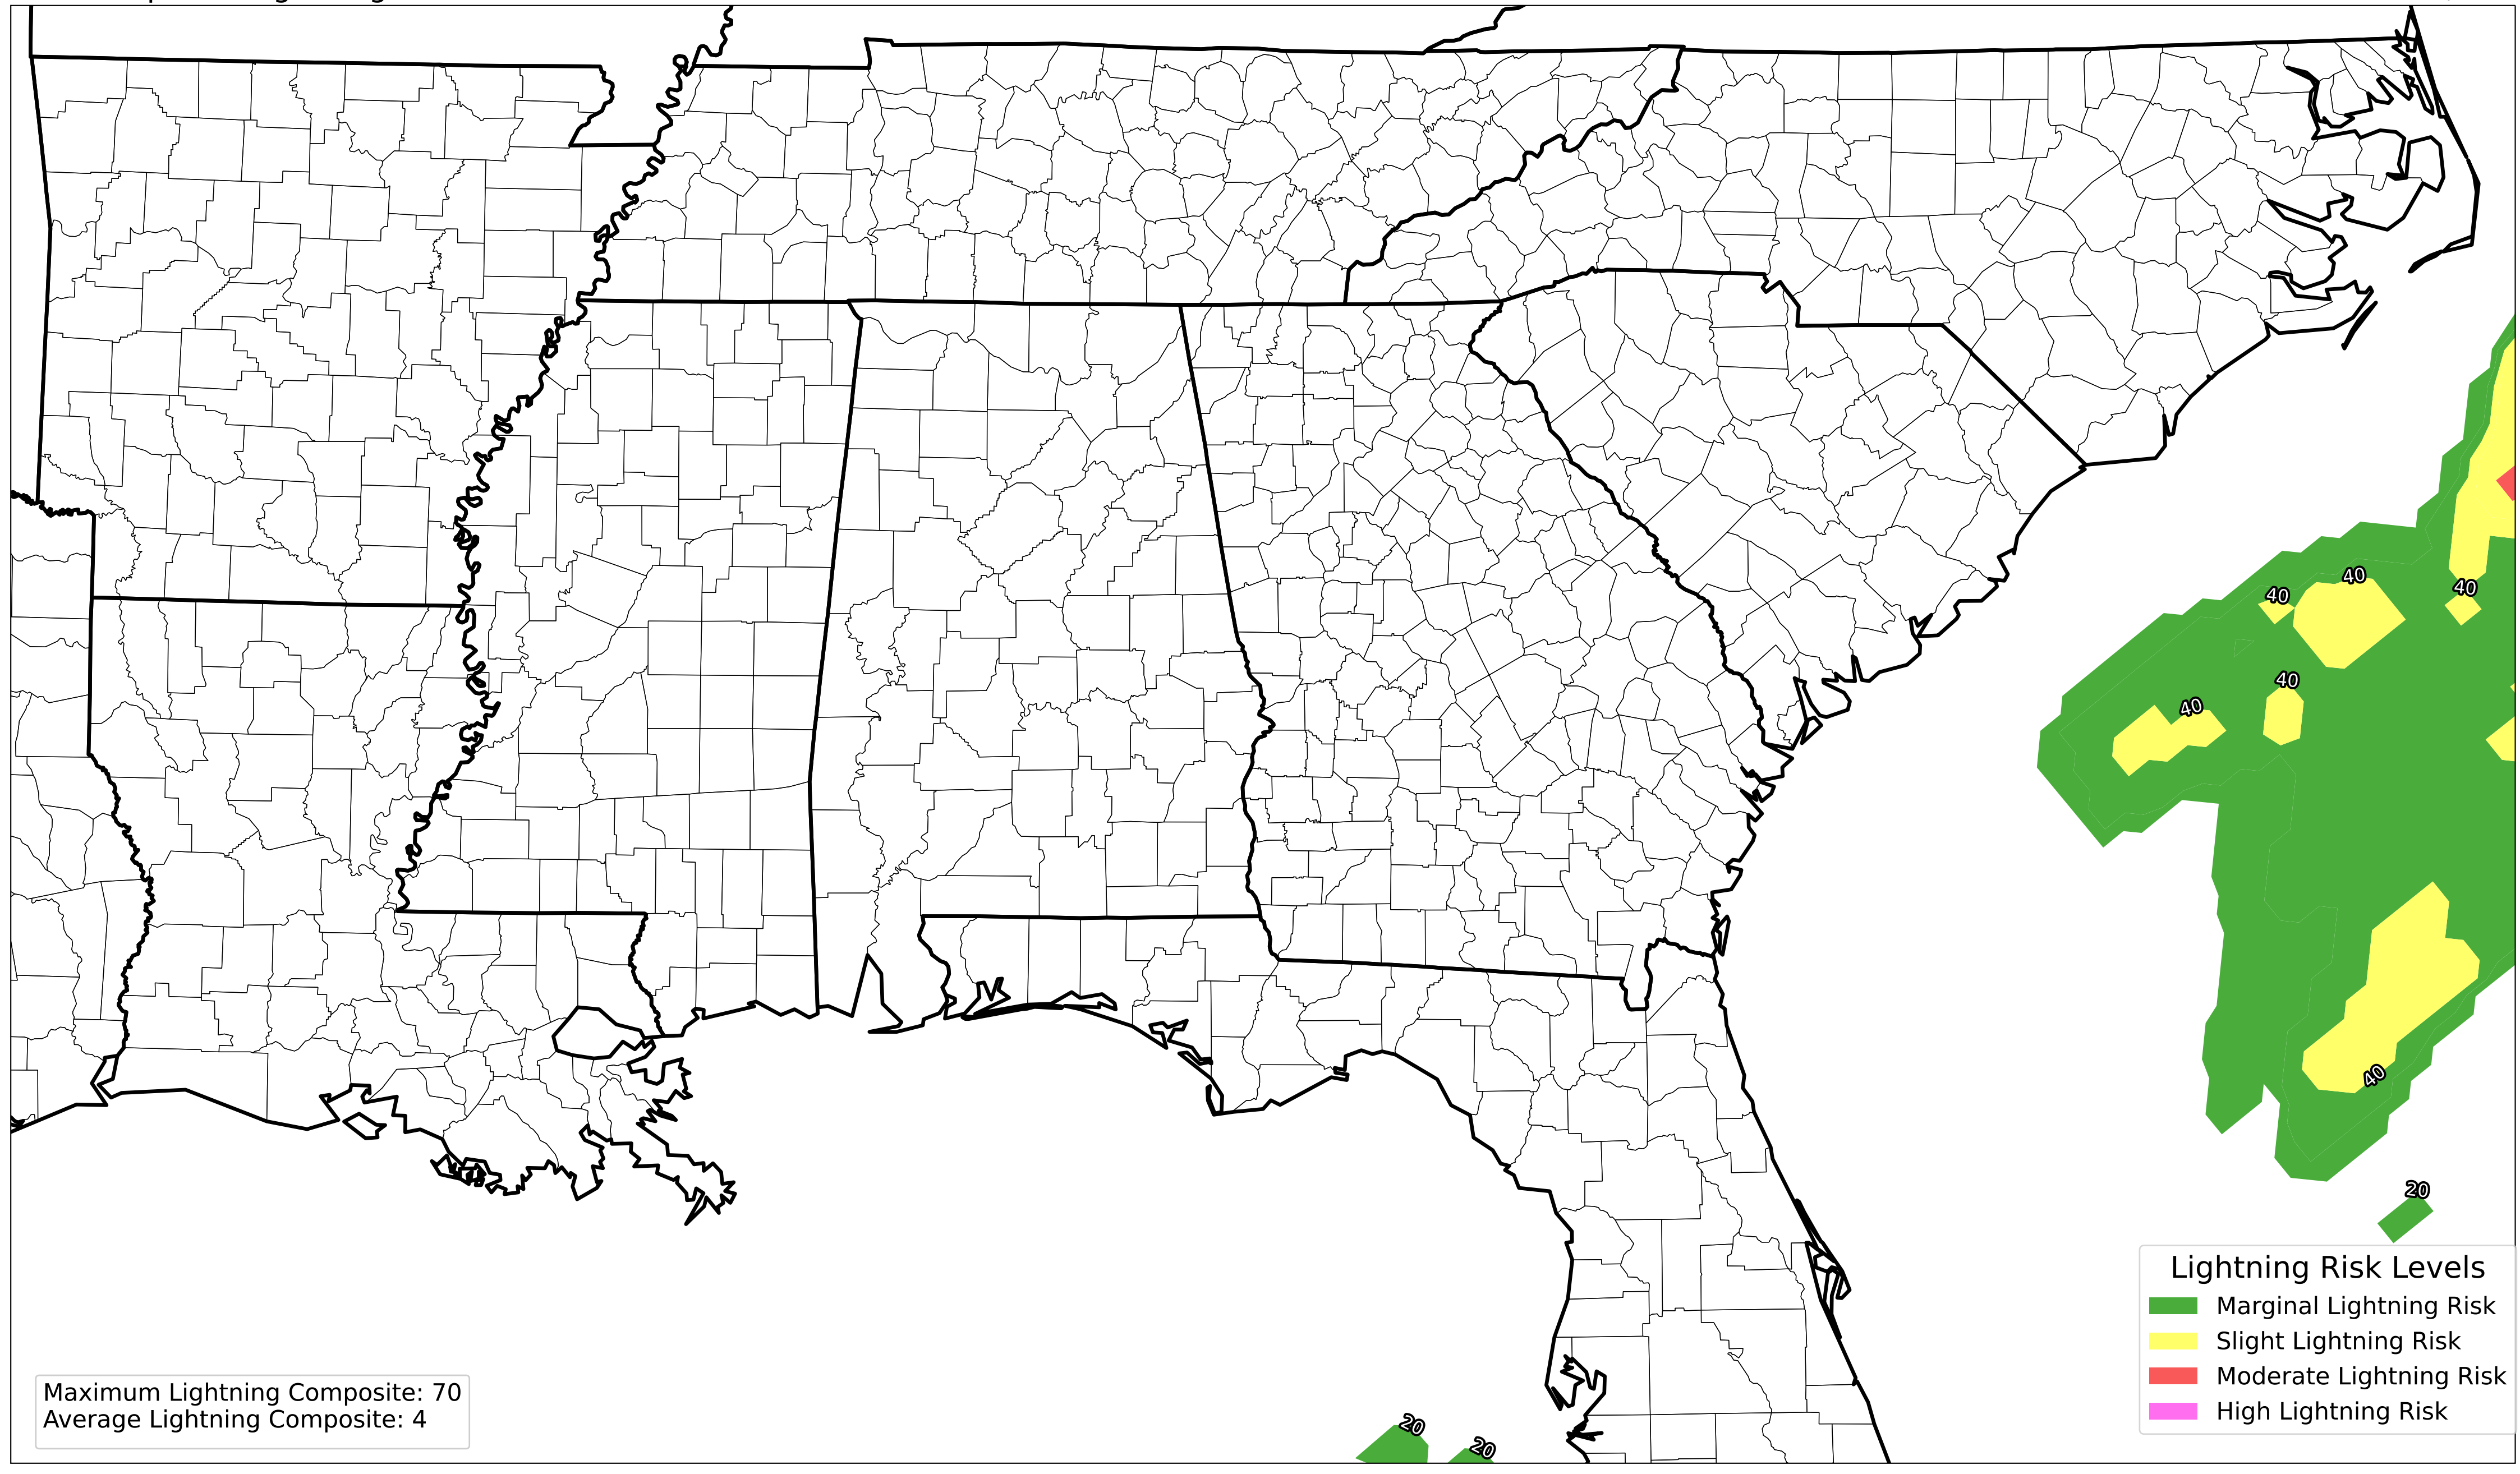 40
40
40
40
40
40
20
Lightning Risk Levels
Marginal Lightning Risk
Slight Lightning Risk
Moderate Lightning Risk
High Lightning Risk
Maximum Lightning Composite: 70
Average Lightning Composite: 4
20
20